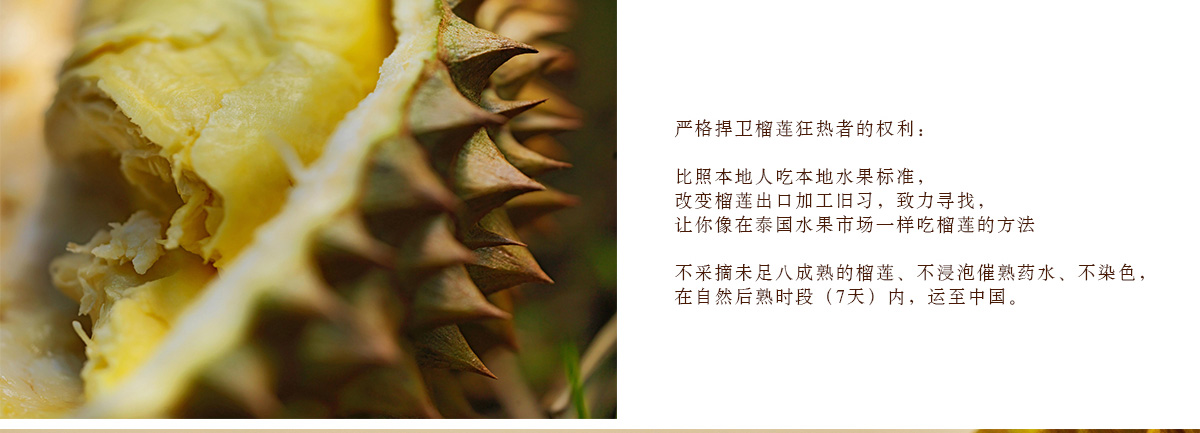 严格捍卫榴莲狂热者的权利：
比照本地人吃本地水果标准，
改变榴莲出口加工旧习，致力寻找，
让你像在泰国水果市场一样吃榴莲的方法
不采摘未足八成熟的榴莲、不浸泡催熟药水、不染色，
在自然后熟时段（7天）内，运至中国。